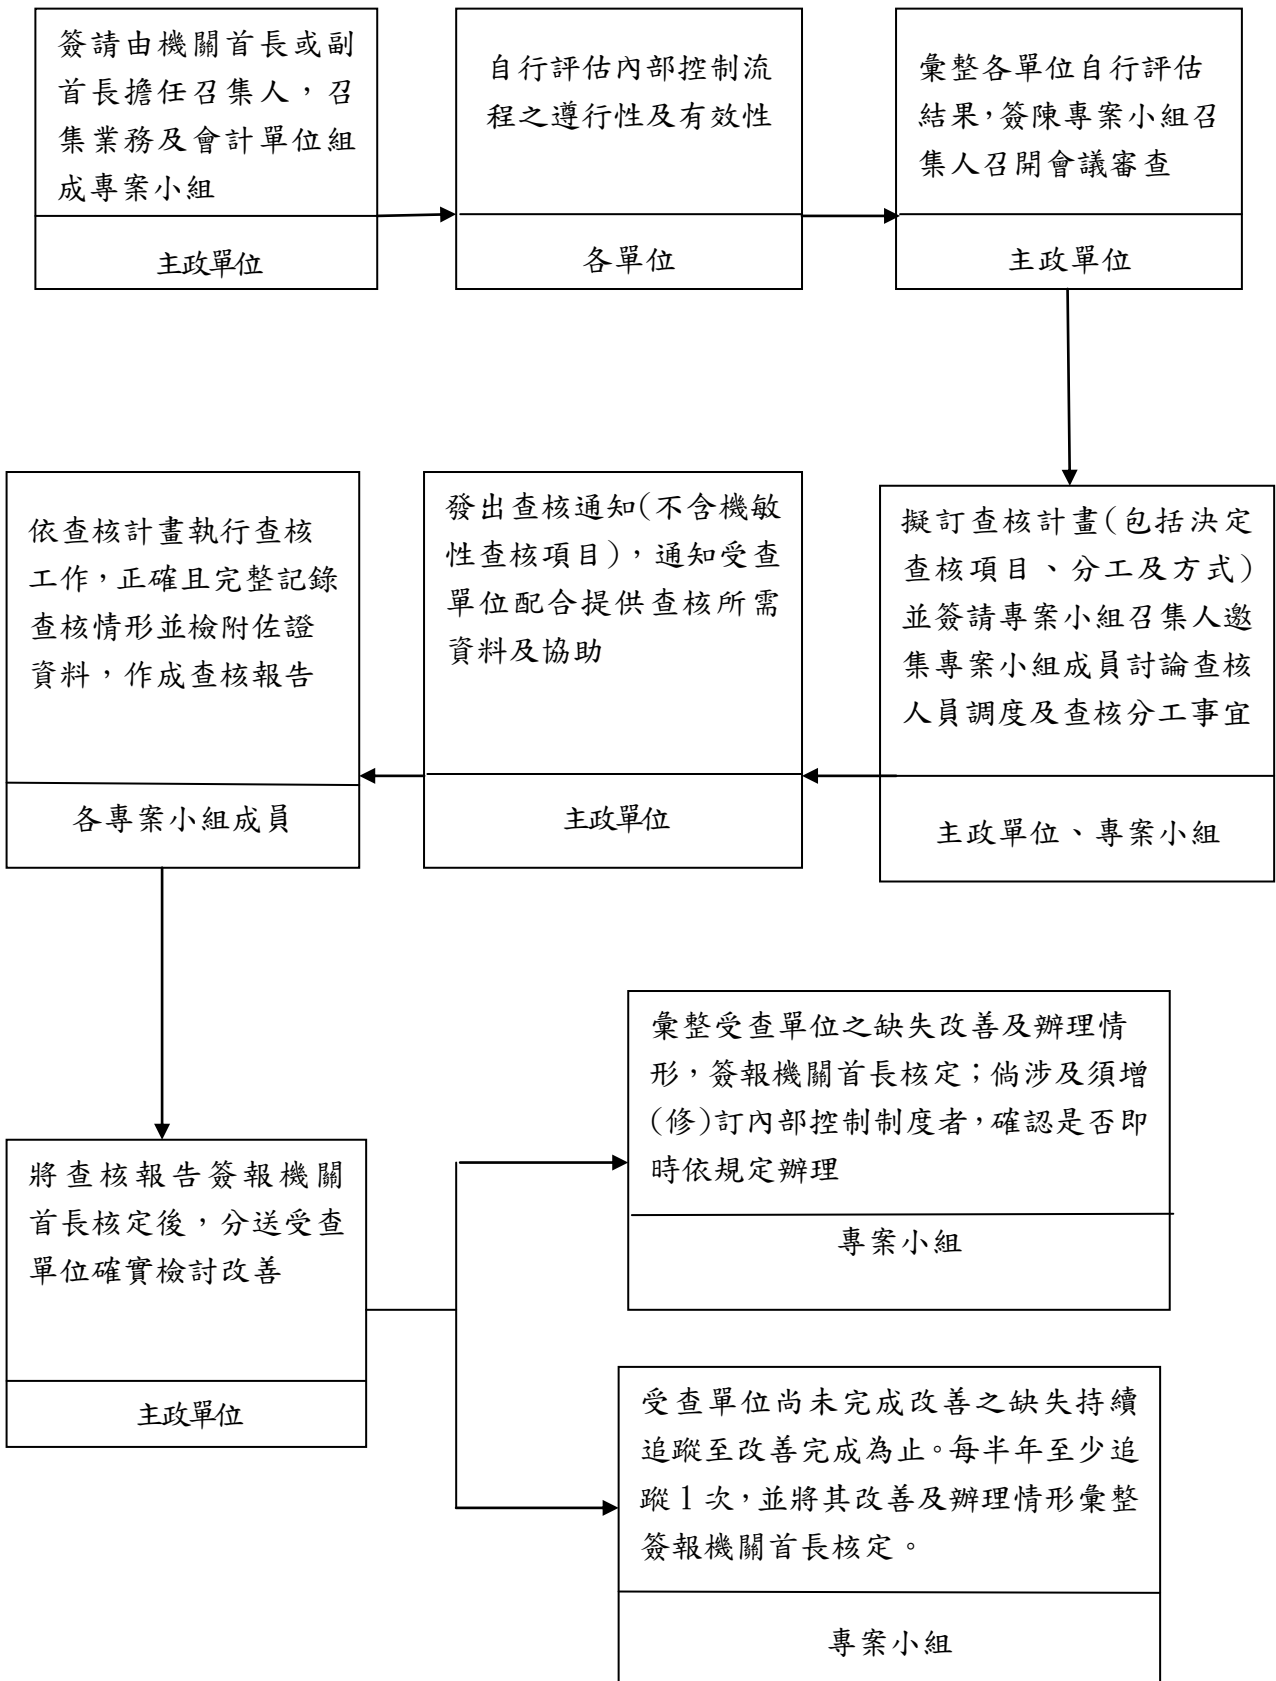 簽請由機關首長或副
首長擔任召集人，召
集業務及會計單位組
成專案小組
主政單位
自行評估內部控制流
程之遵行性及有效性
各單位
彙整各單位自行評估
結果，簽陳專案小組召
集人召開會議審查
主政單位
擬訂查核計畫(包括決定
查核項目、分工及方式)
並簽請專案小組召集人邀
集專案小組成員討論查核
人員調度及查核分工事宜
主政單位、專案小組
發出查核通知(不含機敏
性查核項目)，通知受查
單位配合提供查核所需
資料及協助
主政單位
依查核計畫執行查核
工作，正確且完整記錄
查核情形並檢附佐證
資料，作成查核報告
各專案小組成員
將查核報告簽報機關
首長核定後，分送受查
單位確實檢討改善
主政單位
彙整受查單位之缺失改善及辦理情
形，簽報機關首長核定；倘涉及須增
(修)訂內部控制制度者，確認是否即
時依規定辦理
專案小組
受查單位尚未完成改善之缺失持續
追蹤至改善完成為止。每半年至少追
蹤1次，並將其改善及辦理情形彙整
簽報機關首長核定。
專案小組